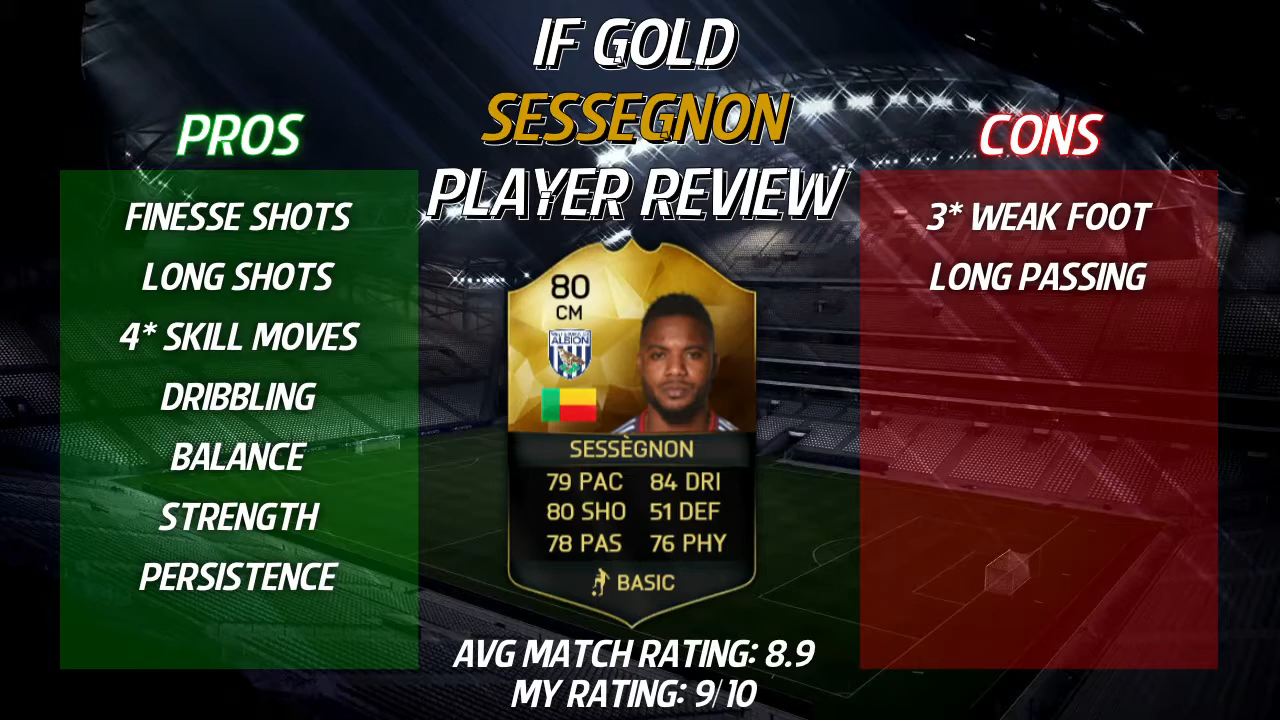 IF GOLD
SESSEGNON
PLAYER REVIEW
PROS
FINESSE SHOTS
LONG SHOTS
4* SKILL MOVES
DRIBBLING
BALANCE
STRENGTH
PERSISTENCE
CONS
3* WEAK FOOT
LONG PASSING
80
CM
ALBION
SESSÈGNON
79 PAC 84 DRI
80 SHO 51 DEF
78 PAS 76 PHY
BASIC
AVG MATCH RATING: 8.9
MY RATING: 9/10